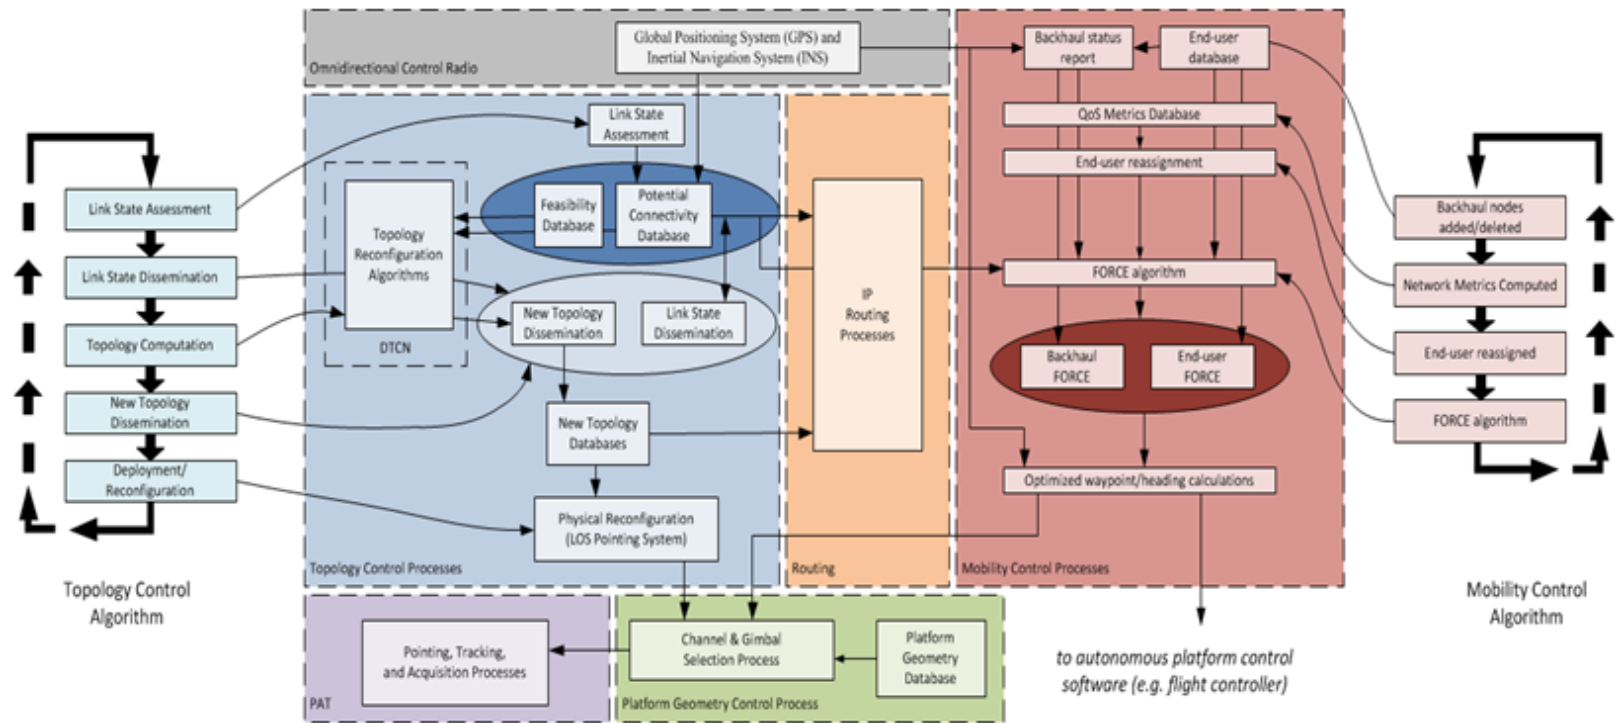 Global Positioning System (GPS) and
Inertial Navigation System (INS)
Omnidirectional Control Radio
Link State Assessment
Link State Dissemination
Topology Computation
New Topology
Dissemination
Deployment/
Reconfiguration
Topology Control
Algorithm
Link State
Assessment
Feasibility
Database
Potential
Connectivity
Database
Topology
Reconfiguration
Algorithms
DTCN
New Topology
Dissemination
Link State
Dissemination
New Topology
Databases
Physical Reconfiguration
(LOS Pointing System)
Topology Control Processes
IP
Routing
Processes
Routing
Backhaul status
report
End-user
database
QoS Metrics Database
End-user reassignment
FORCE algorithm
Backhaul
FORCE
End-user
FORCE
Optimized waypoint/heading calculations
Mobility Control Processes
Backhaul nodes
added/deleted
Network Metrics Computed
End-user reassigned
FORCE algorithm
Mobility Control
Algorithm
Pointing, Tracking,
and Acquisition Processes
PAT
Channel & Gimbal
Selection Process
Platform
Geometry
Database
Platform Geometry Control Process
to autonomous platform control
software (e.g. flight controller)